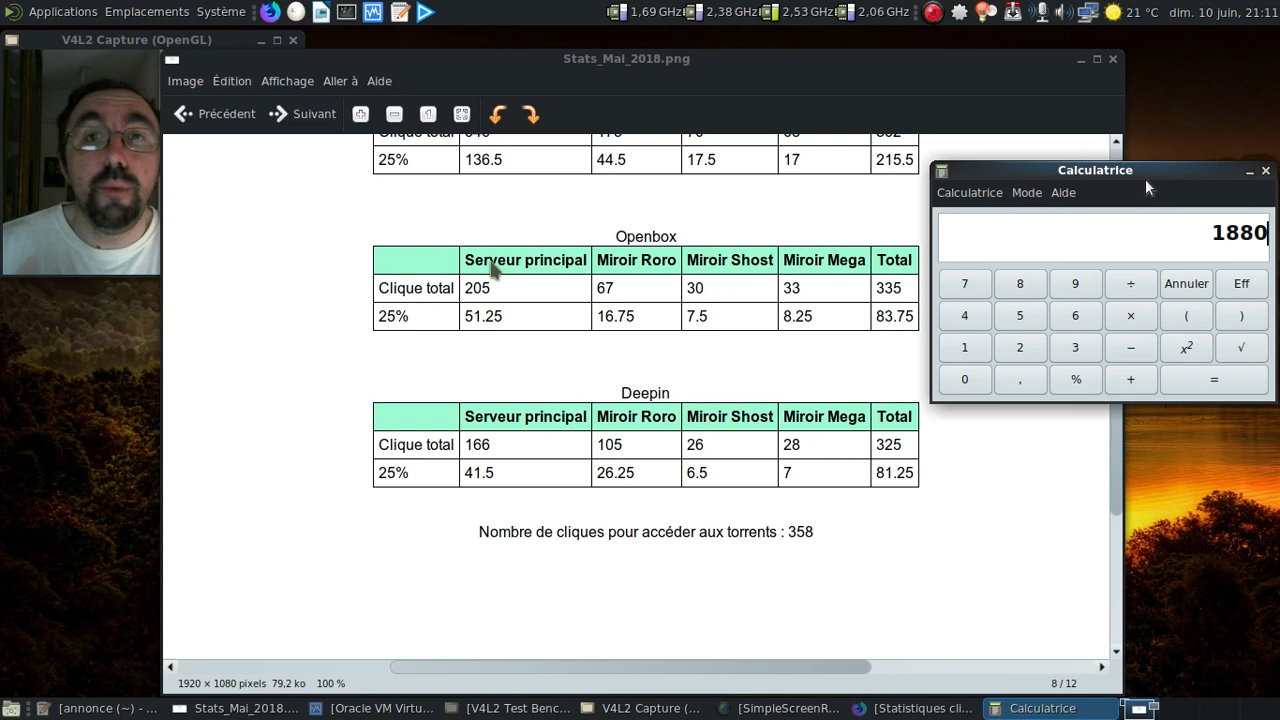 Applications Emplacements Système 1,69 GHz 2,38 GHz 2,53 GHz 2,06 GHz 21 °C dim. 10 juin, 21:11
V4L2 Capture (OpenGL)
Stats_Mai_2018.png
Image Édition Affichage Aller à Aide
Précédent Suivant
Clique total
25% 136.5 44.5 17.5 17 215.5
Openbox
Serveur principal Miroir Roro Miroir Shost Miroir Mega Total
Clique total 205 67 30 33 335
25% 51.25 16.75 7.5 8.25 83.75
Deepin
Serveur principal Miroir Roro Miroir Shost Miroir Mega Total
Clique total 166 105 26 28 325
25% 41.5 26.25 6.5 7 81.25
Nombre de cliques pour accéder aux torrents : 358
1920 × 1080 pixels 79,2 ko 100 % 8 / 12
Calculatrice
Calculatrice Mode Aide
1880
7 8 9 ÷ Annuler Eff
4 5 6 × ( )
1 2 3 − x² √
0 , % + =
[annonce (~) - ... Stats_Mai_2018.... [Oracle VM Virtu... [V4L2 Test Benc... V4L2 Capture (... [SimpleScreenR... [Statistiques cli... Calculatrice